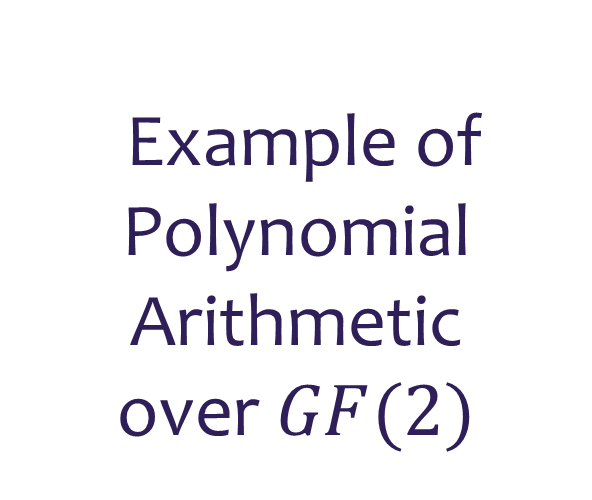 Example of
Polynomial
Arithmetic
over GF(2)